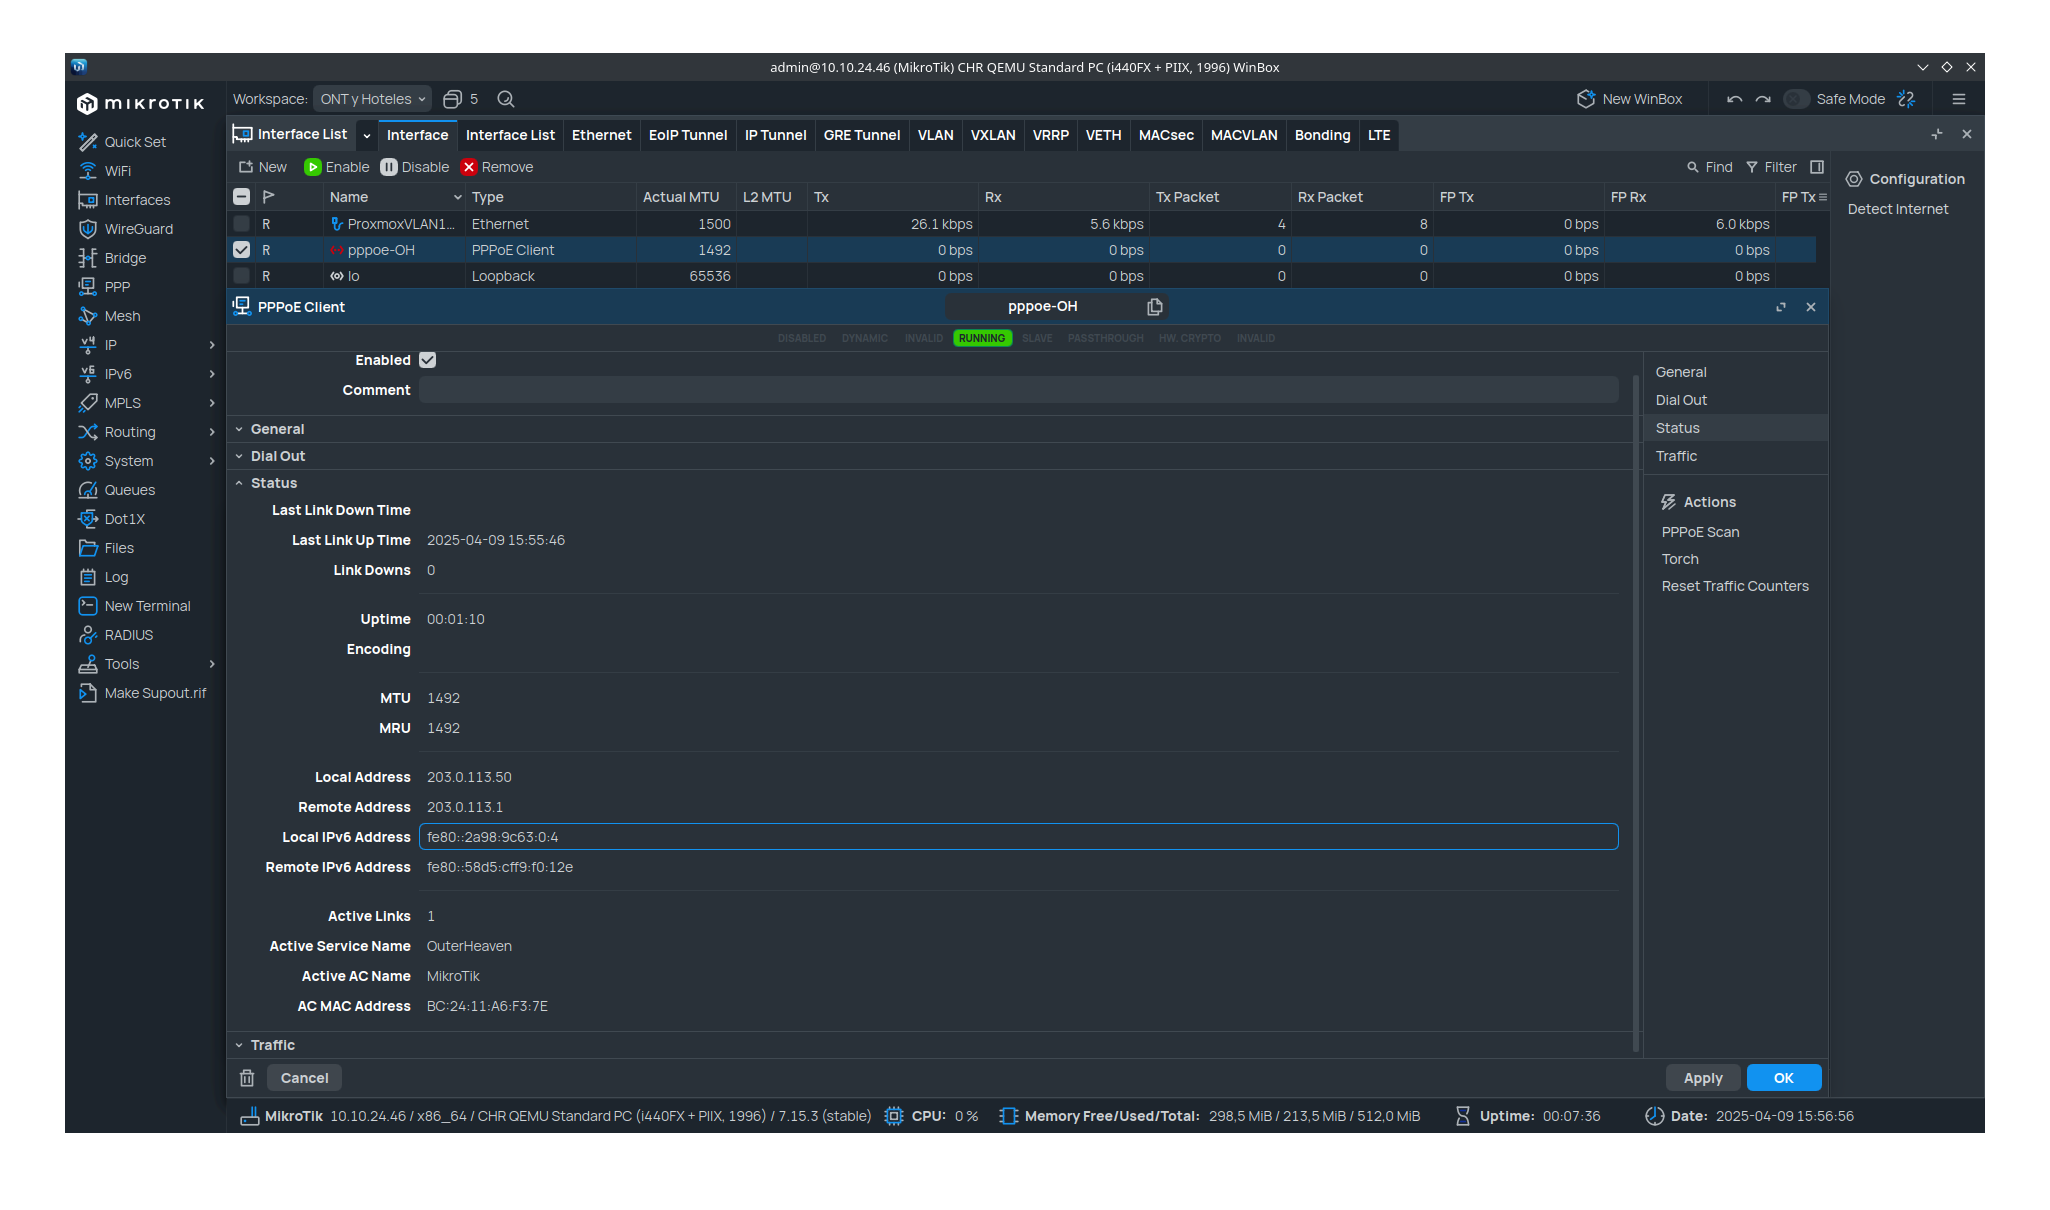 admin@10.10.24.46 (MikroTik) CHR QEMU Standard PC (i440FX + PIIX, 1996) WinBox
MIKROTIK
Workspace: ONT y Hoteles 5 New WinBox Safe Mode
Quick Set
WiFi
Interfaces
WireGuard
Bridge
PPP
Mesh
IP
IPv6
MPLS
Routing
System
Queues
Dot1X
Files
Log
New Terminal
RADIUS
Tools
Make Supout.rif
Interface List Interface Interface List Ethernet EoIP Tunnel IP Tunnel GRE Tunnel VLAN VXLAN VRRP VETH MACsec MACVLAN Bonding LTE
New Enable Disable Remove Find Filter
Name Type Actual MTU L2 MTU Tx Rx Tx Packet Rx Packet FP Tx FP Rx FP Tx
R ProxmoxVLAN1... Ethernet 1500 26.1 kbps 5.6 kbps 4 8 0 bps 6.0 kbps
R pppoe-OH PPPoE Client 1492 0 bps 0 bps 0 0 0 bps 0 bps
R lo Loopback 65536 0 bps 0 bps 0 0 0 bps 0 bps
Configuration
Detect Internet
PPPoE Client pppoe-OH
DISABLED DYNAMIC INVALID RUNNING SLAVE PASSTHROUGH HW. CRYPTO INVALID
Enabled
Comment
General
Dial Out
Status
Last Link Down Time
Last Link Up Time 2025-04-09 15:55:46
Link Downs 0
Uptime 00:01:10
Encoding
MTU 1492
MRU 1492
Local Address 203.0.113.50
Remote Address 203.0.113.1
Local IPv6 Address fe80::2a98:9c63:0:4
Remote IPv6 Address fe80::58d5:cff9:f0:12e
Active Links 1
Active Service Name OuterHeaven
Active AC Name MikroTik
AC MAC Address BC:24:11:A6:F3:7E
Traffic
General
Dial Out
Status
Traffic
Actions
PPPoE Scan
Torch
Reset Traffic Counters
Cancel Apply OK
MikroTik 10.10.24.46 / x86_64 / CHR QEMU Standard PC (i440FX + PIIX, 1996) / 7.15.3 (stable) CPU: 0 % Memory Free/Used/Total: 298,5 MiB / 213,5 MiB / 512,0 MiB Uptime: 00:07:36 Date: 2025-04-09 15:56:56